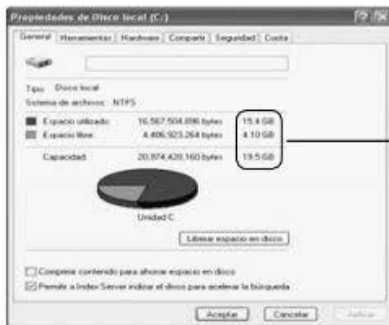 Propiedades de Disco local (C:)
General Herramientas Hardware Compartir Seguridad Cuota
Tipo: Disco local
Sistema de archivos: NTFS
Espacio utilizado: 16,567,504,896 bytes 15.4 GB
Espacio libre: 4,406,923,264 bytes 4.10 GB
Capacidad: 20,974,428,160 bytes 19.5 GB
Unidad C
Liberar espacio en disco
Comprimir contenido para ahorrar espacio en disco
Permitir a Index Server indizar el disco para acelerar la búsqueda
Aceptar Cancelar Aplicar